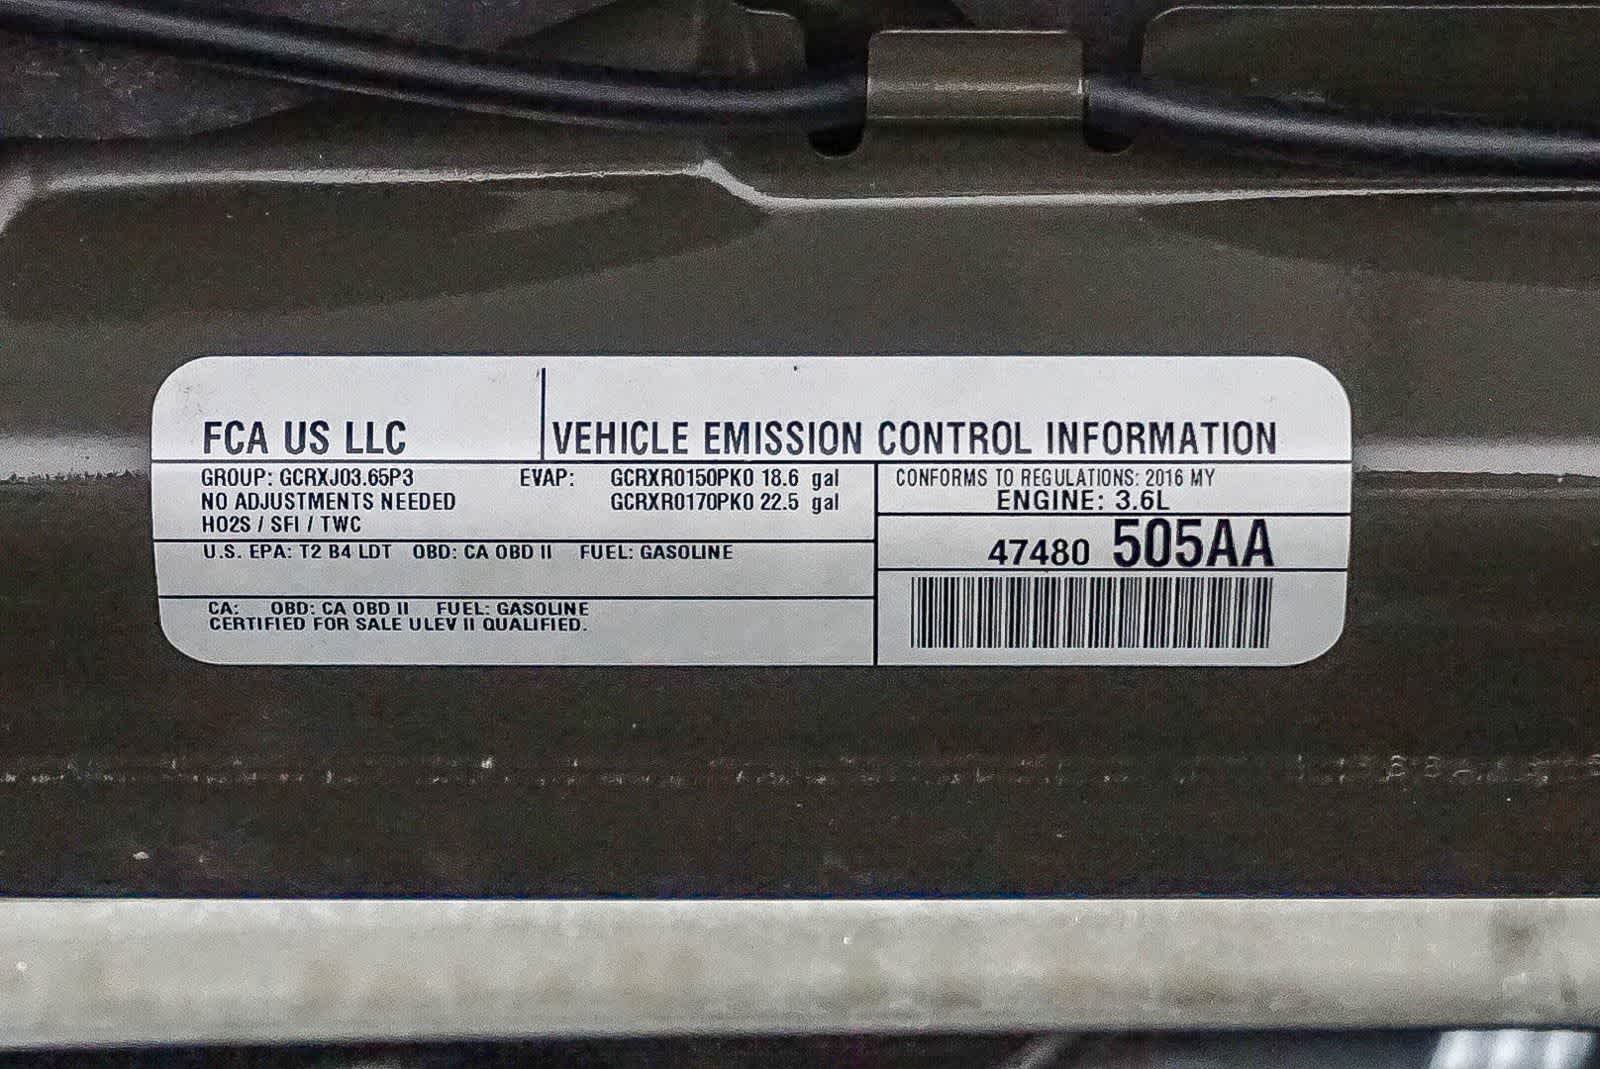 FCA US LLC VEHICLE EMISSION CONTROL INFORMATION
GROUP: GCRXJ03.65P3 EVAP: GCRXR0150PK0 18.6 gal
NO ADJUSTMENTS NEEDED GCRXR0170PK0 22.5 gal
HO2S / SFI / TWC
U.S. EPA: T2 B4 LDT OBD: CA OBD II FUEL: GASOLINE
CA: OBD: CA OBD II FUEL: GASOLINE
CERTIFIED FOR SALE ULEV II QUALIFIED.
CONFORMS TO REGULATIONS: 2016 MY
ENGINE: 3.6L
47480 505AA